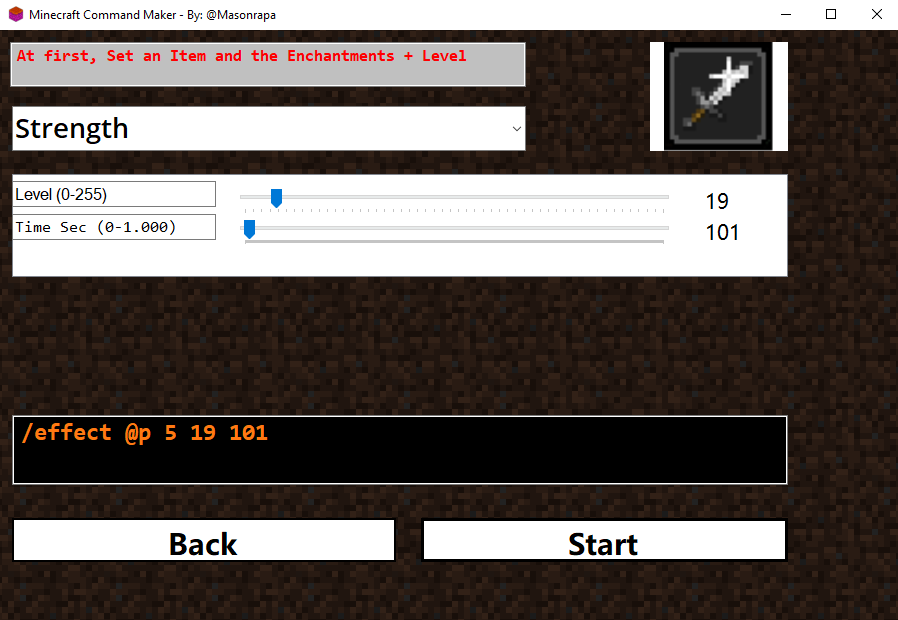 Minecraft Command Maker - By: @Masonrapa
At first, Set an Item and the Enchantments + Level
Strength
Level (0-255)
19
Time Sec (0-1.000)
101
/effect @p 5 19 101
Back
Start